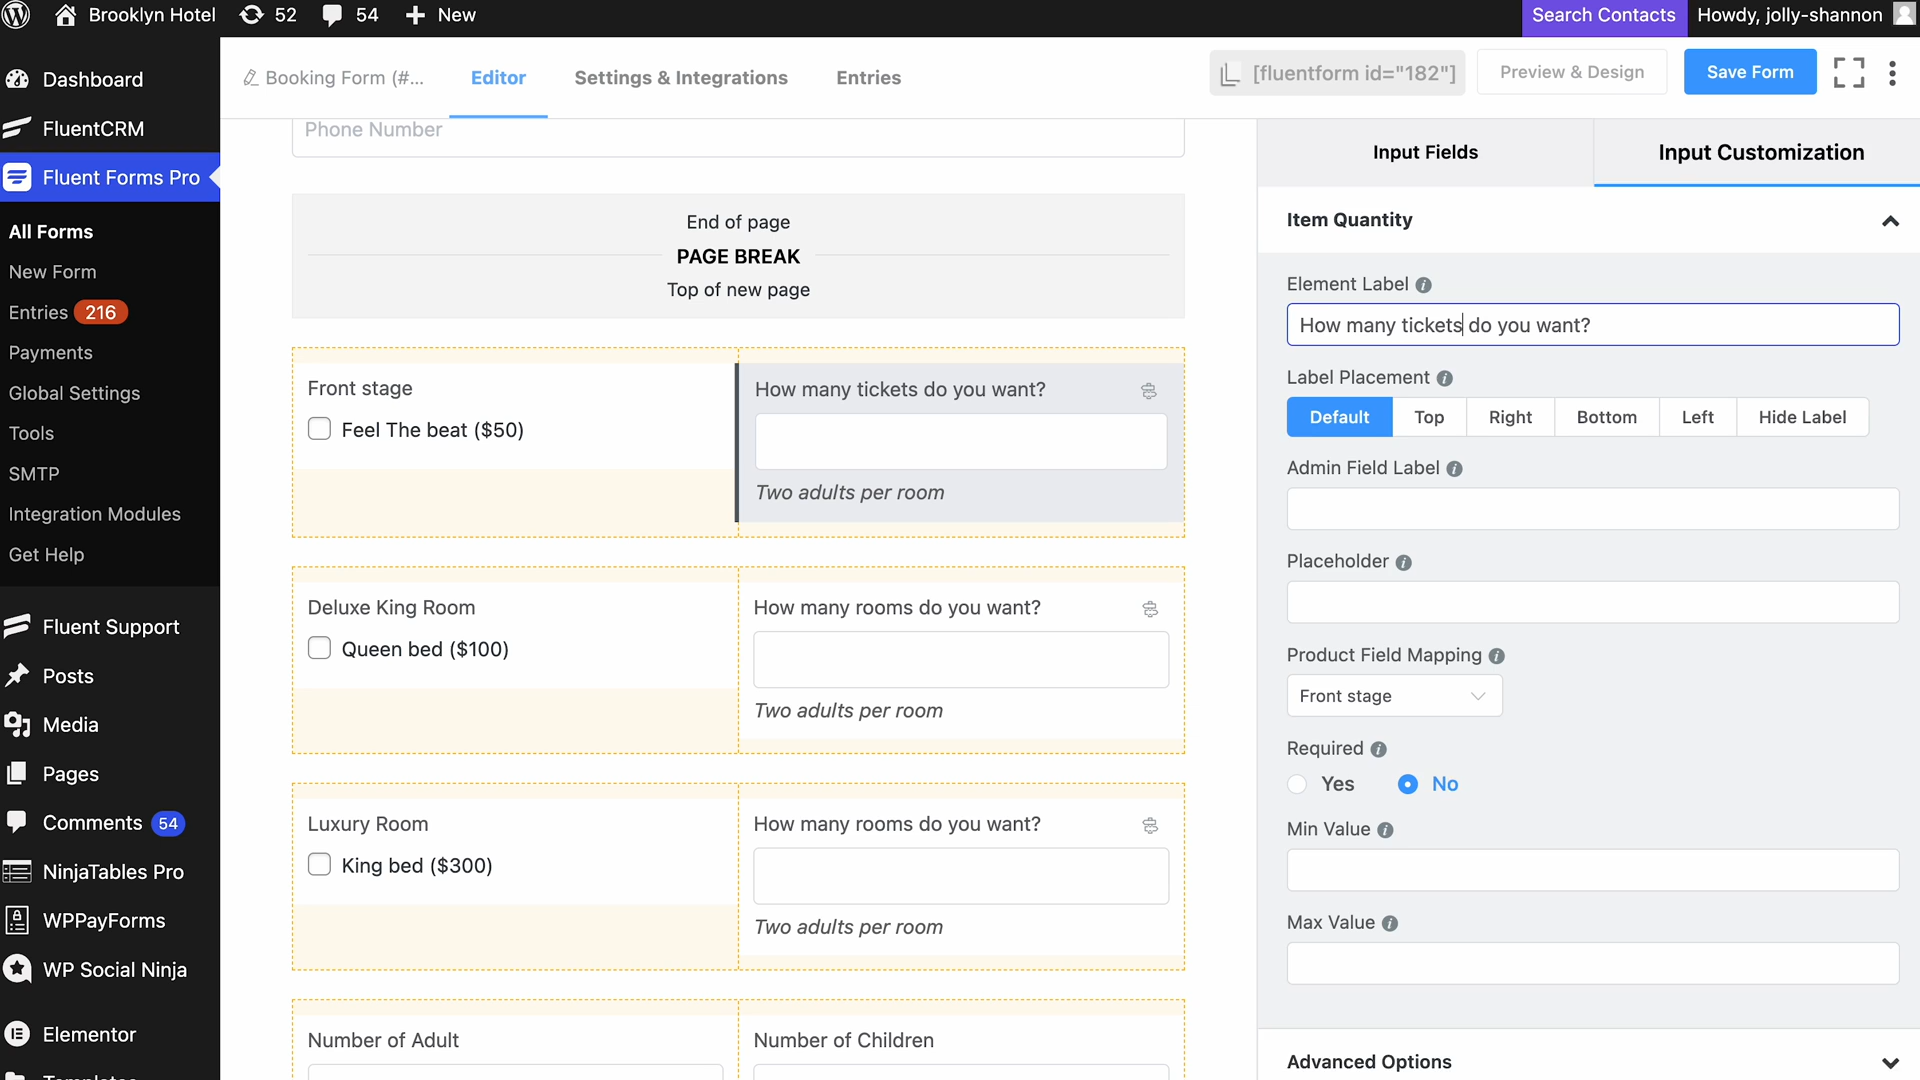 Brooklyn Hotel
52
54
New
Search Contacts
Howdy, jolly-shannon
Dashboard
FluentCRM
Fluent Forms Pro
All Forms
New Form
Entries 216
Payments
Global Settings
Tools
SMTP
Integration Modules
Get Help
Fluent Support
Posts
Media
Pages
Comments 54
NinjaTables Pro
WPPayForms
WP Social Ninja
Elementor
Templates
Booking Form (#...
Editor
Settings & Integrations
Entries
[fluentform id="182"]
Preview & Design
Save Form
Phone Number
End of page
PAGE BREAK
Top of new page
Front stage
Feel The beat ($50)
How many tickets do you want?
Two adults per room
Deluxe King Room
Queen bed ($100)
How many rooms do you want?
Two adults per room
Luxury Room
King bed ($300)
How many rooms do you want?
Two adults per room
Number of Adult
Number of Children
Input Fields
Input Customization
Item Quantity
Element Label
How many tickets do you want?
Label Placement
Default
Top
Right
Bottom
Left
Hide Label
Admin Field Label
Placeholder
Product Field Mapping
Front stage
Required
Yes
No
Min Value
Max Value
Advanced Options